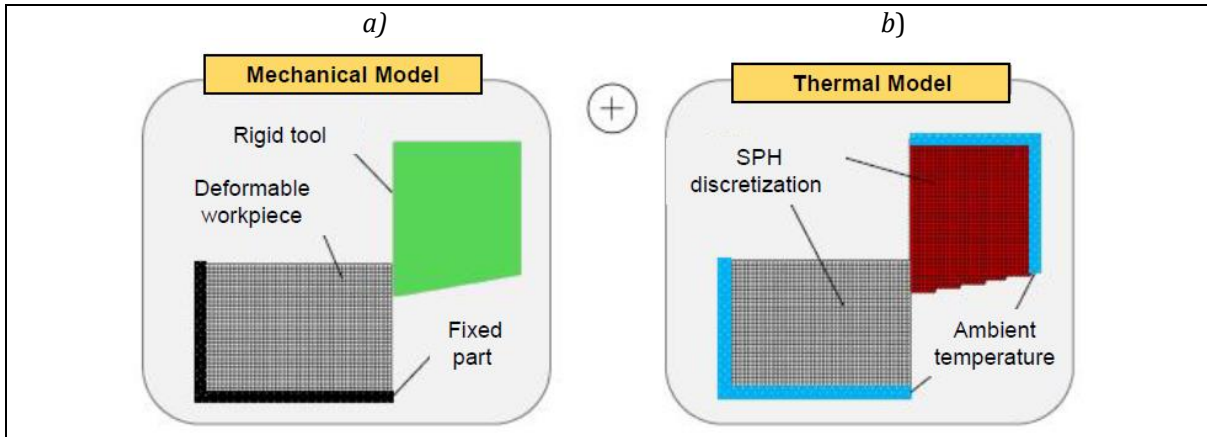 a)
b)
Mechanical Model
Thermal Model
+
Rigid tool
Deformable
workpiece
Fixed
part
SPH
discretization
Ambient
temperature